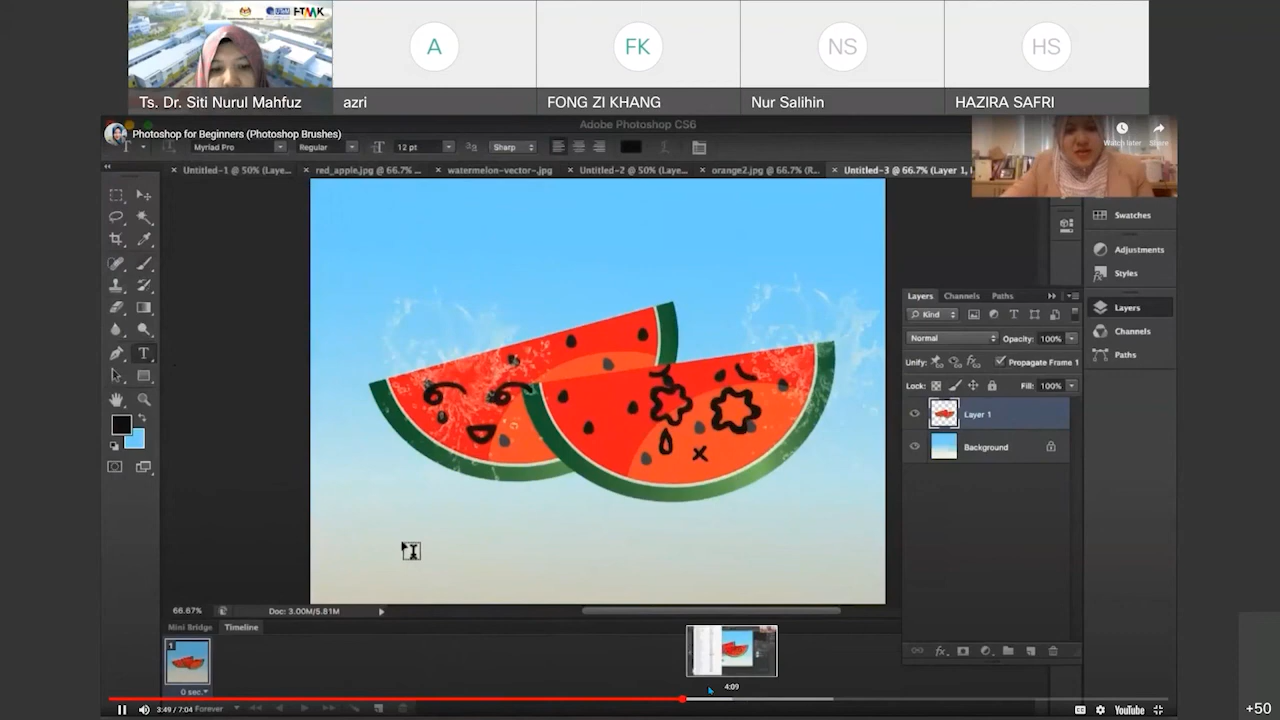 FTMK
A
FK
NS
HS
Ts. Dr. Siti Nurul Mahfuz
azri
FONG ZI KHANG
Nur Salihin
HAZIRA SAFRI
Adobe Photoshop CS6
Photoshop for Beginners (Photoshop Brushes)
Watch later
Share
T
Myriad Pro
Regular
12 pt
Sharp
Untitled-1 @ 50% (Laye...
red_apple.jpg @ 66.7% ...
watermelon-vector-.jpg
Untitled-2 @ 50% (Laye...
orange2.jpg @ 66.7% (R...
Untitled-3 @ 66.7% (Layer 1,
Swatches
Adjustments
Styles
Layers
Channels
Paths
Layers
Channels
Paths
Kind
Normal
Opacity: 100%
Unify:
Propagate Frame 1
Lock:
Fill: 100%
Layer 1
Background
66.67%
Doc: 3.00M/5.81M
Mini Bridge
Timeline
1
0 sec.
Forever
4:09
3:49 / 7:04
YouTube
+50